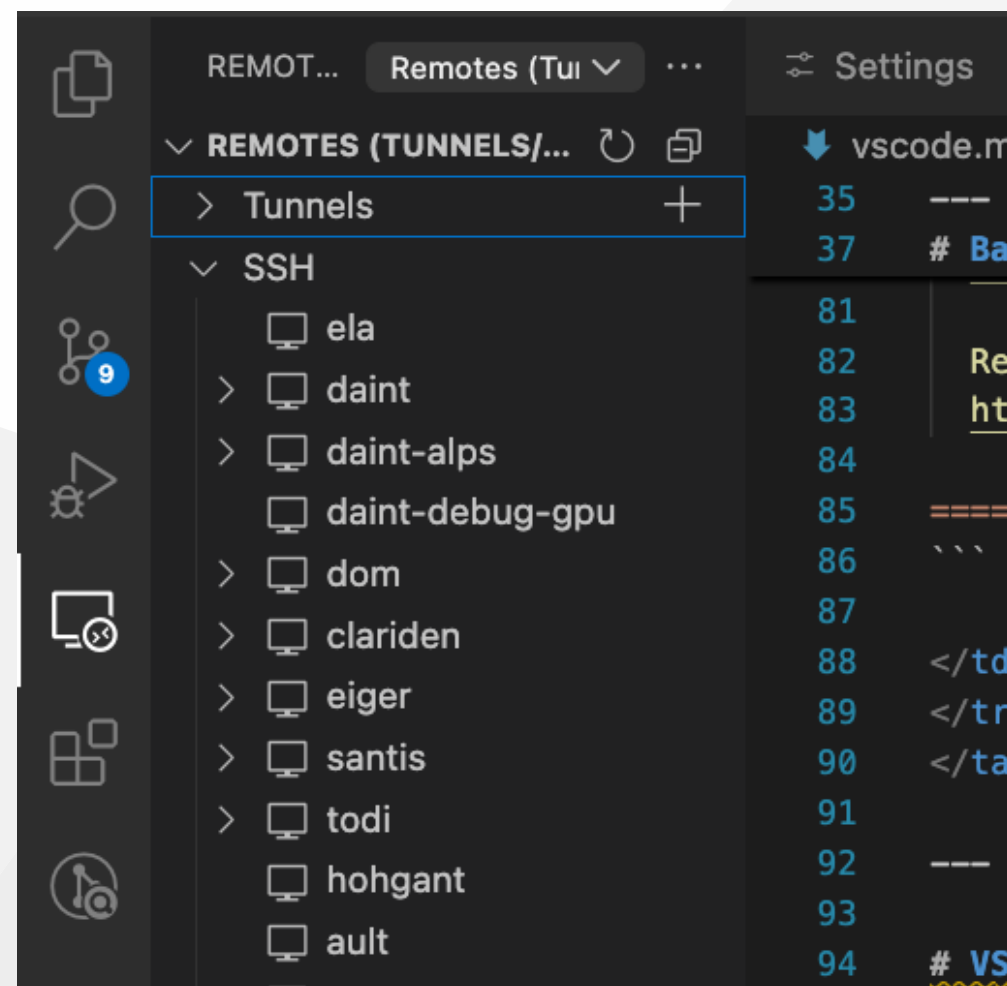 REMOT...
Remotes (Tu
REMOTES (TUNNELS/...
Tunnels
SSH
ela
daint
daint-alps
daint-debug-gpu
dom
clariden
eiger
santis
todi
hohgant
ault
9
Settings
vscode.m
35 ---
37 # Ba
81
82 Re
83 ht
84
85 ====
86 ```
87
88 </td
89 </tr
90 </ta
91
92 ---
93
94 # VS